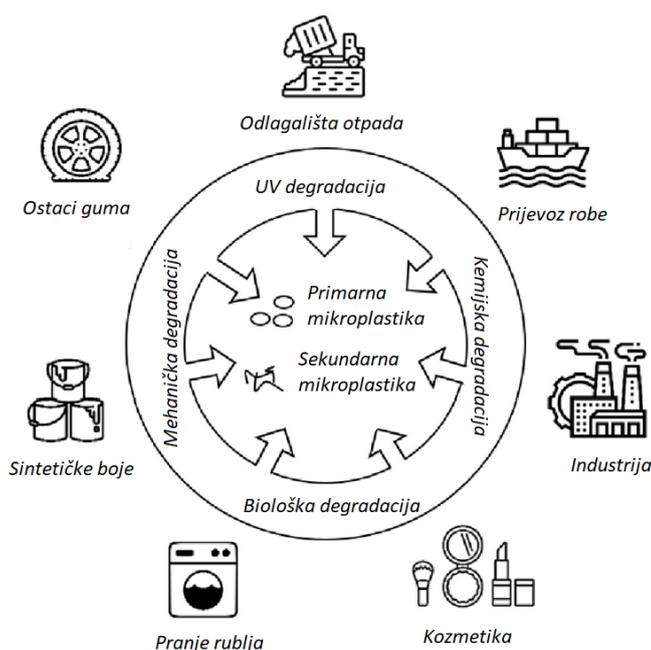 Odlagališta otpada
Ostaci guma
Prijevoz robe
UV degradacija
Mehanička degradacija
Kemijska degradacija
Primarna
mikroplastika
Sekundarna
mikroplastika
Sintetičke boje
Industrija
Biološka degradacija
Pranje rublja
Kozmetika